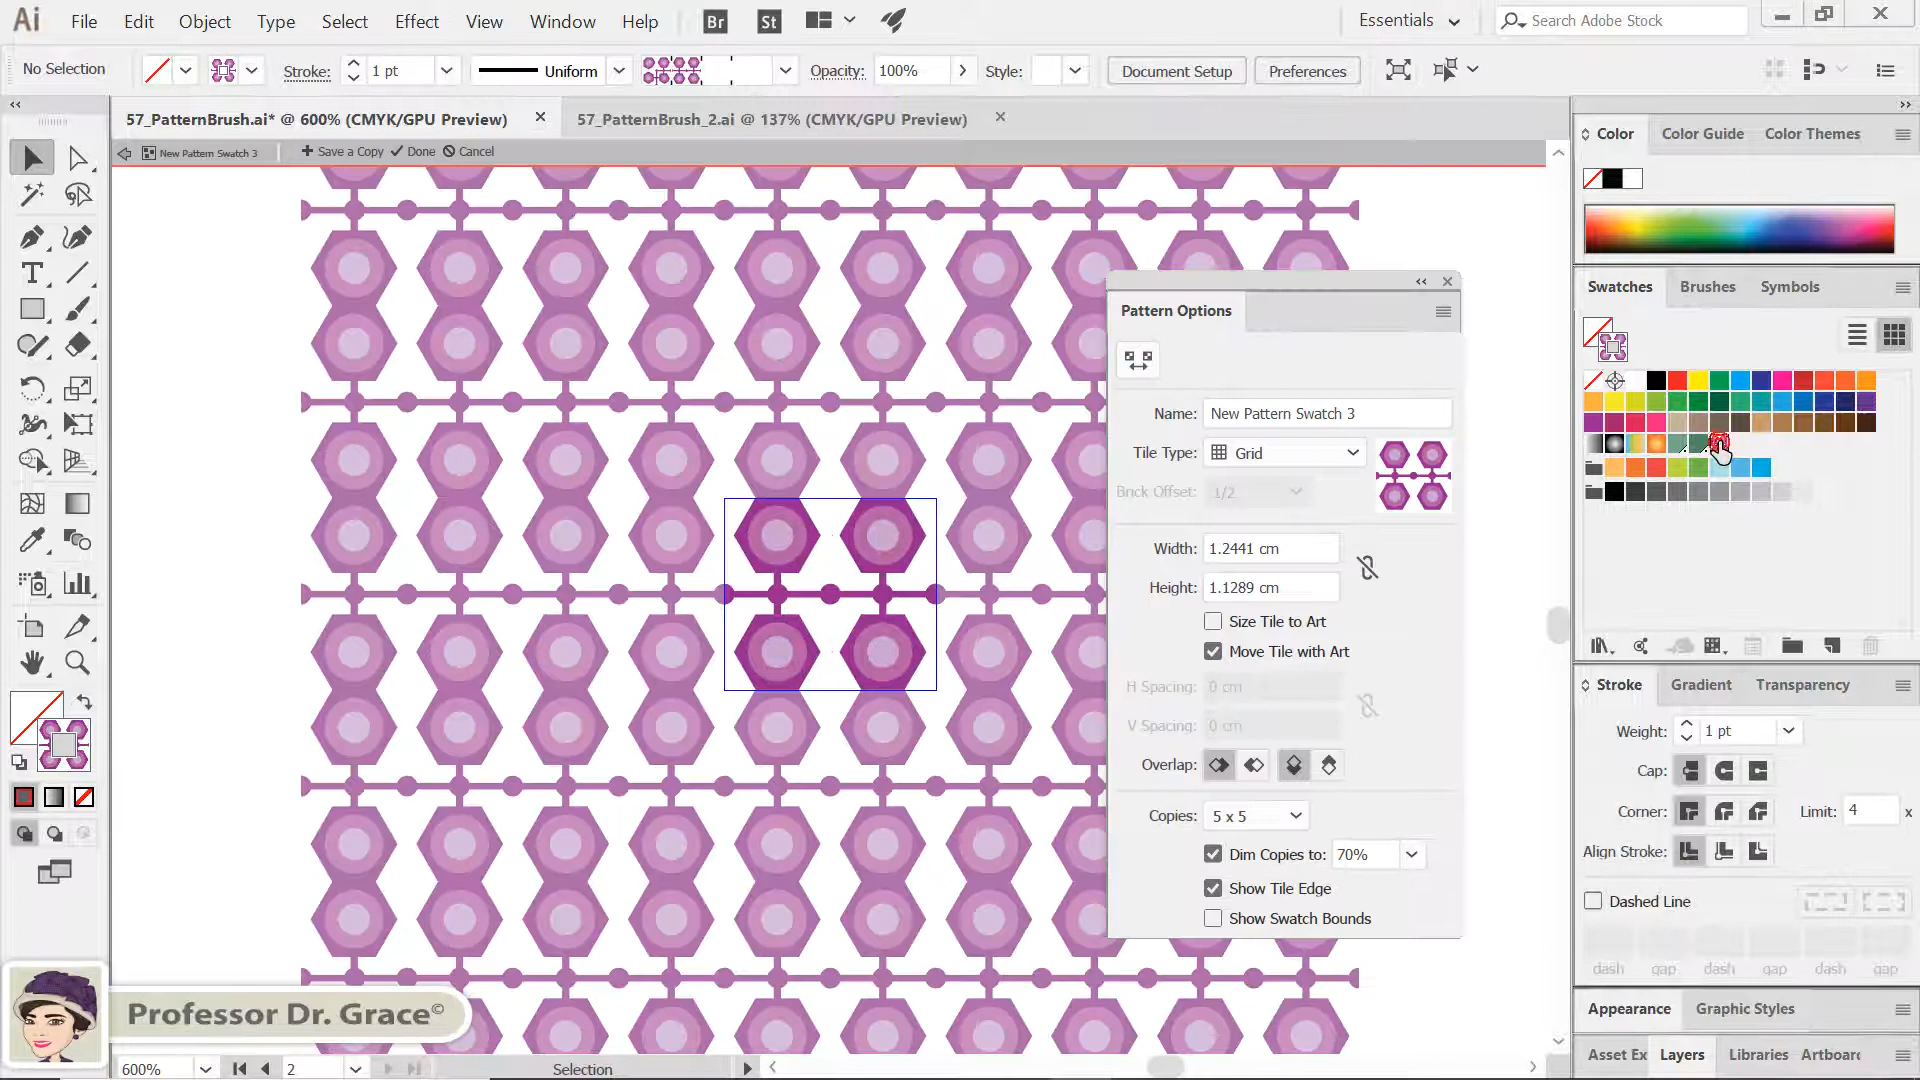 Ai File Edit Object Type Select Effect View Window Help Br St Essentials Search Adobe Stock
No Selection Stroke: 1 pt Uniform Opacity: 100% Style: Document Setup Preferences
57_PatternBrush.ai* @ 600% (CMYK/GPU Preview) 57_PatternBrush_2.ai @ 137% (CMYK/GPU Preview)
New Pattern Swatch 3 Save a Copy Done Cancel
Color Color Guide Color Themes
Swatches Brushes Symbols
Pattern Options
Name: New Pattern Swatch 3
Tile Type: Grid
Brick Offset: 1/2
Width: 1.2441 cm
Height: 1.1289 cm
Size Tile to Art
Move Tile with Art
H Spacing: 0 cm
V Spacing: 0 cm
Overlap:
Copies: 5 x 5
Dim Copies to: 70%
Show Tile Edge
Show Swatch Bounds
Stroke Gradient Transparency
Weight: 1 pt
Cap:
Corner: Limit: 4 x
Align Stroke:
Dashed Line
dash gap dash gap dash gap
Appearance Graphic Styles
Asset Ex Layers Libraries Artboard
Professor Dr. Grace©
600% 2 Selection